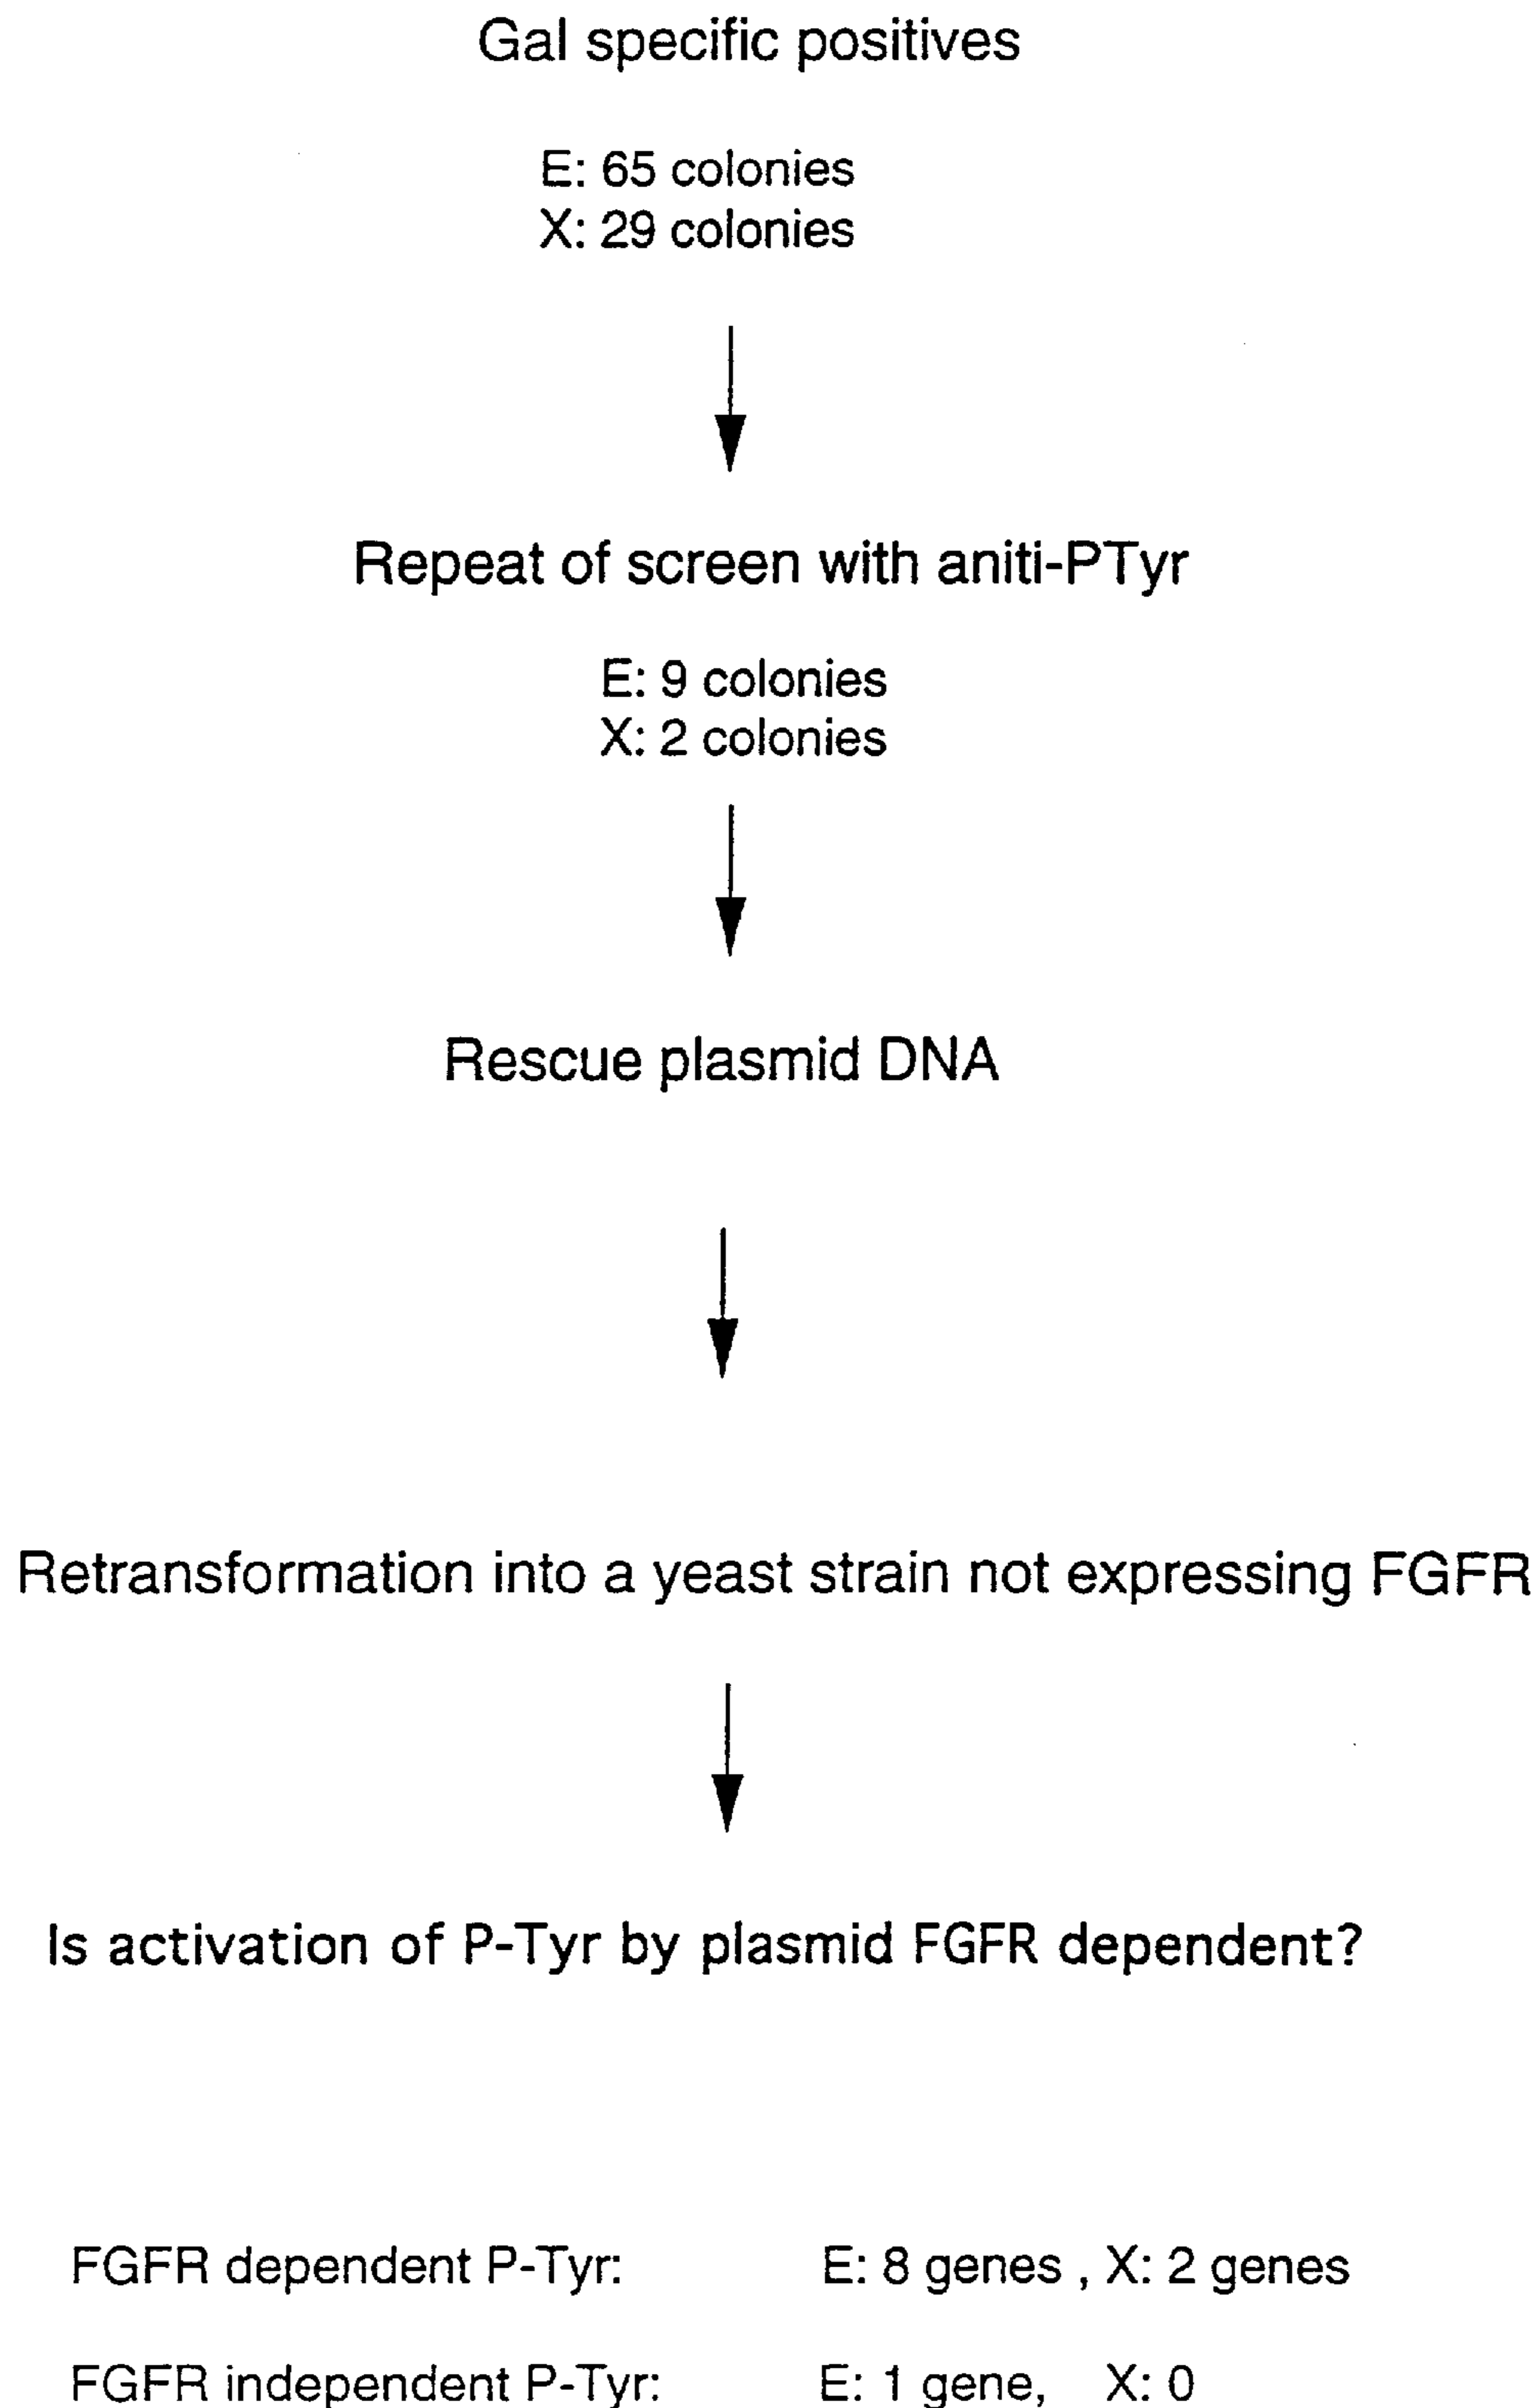 Gal specific positives
E: 65 colonies
X: 29 colonies
Repeat of screen with aniti-PTyr
E: 9 colonies
X: 2 colonies
Rescue plasmid DNA
Retransformation into a yeast strain not expressing FGFR
Is activation of P-Tyr by plasmid FGFR dependent?
FGFR dependent P-Tyr: E: 8 genes , X: 2 genes
FGFR independent P-Tyr: E: 1 gene, X: 0